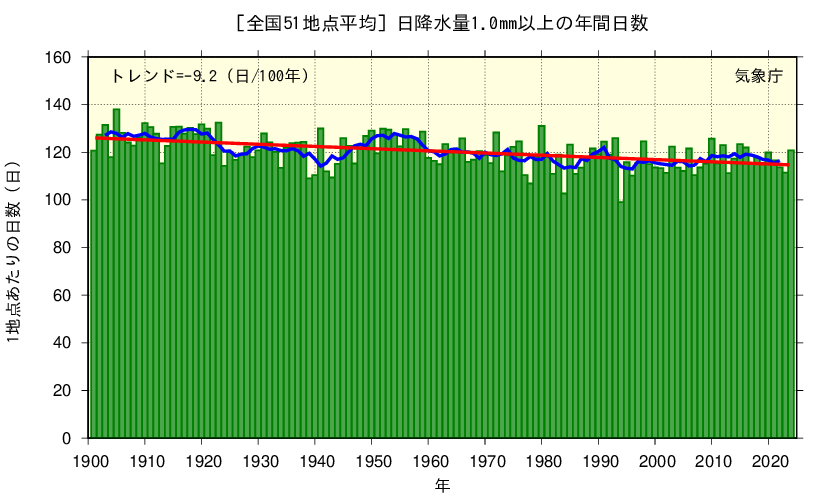 ［全国51地点平均］日降水量1.0mm以上の年間日数
160
140
120
100
80
60
40
20
0
トレンド=-9.2（日/100年）
気象庁
1地点あたりの日数（日）
1900 1910 1920 1930 1940 1950 1960 1970 1980 1990 2000 2010 2020
年